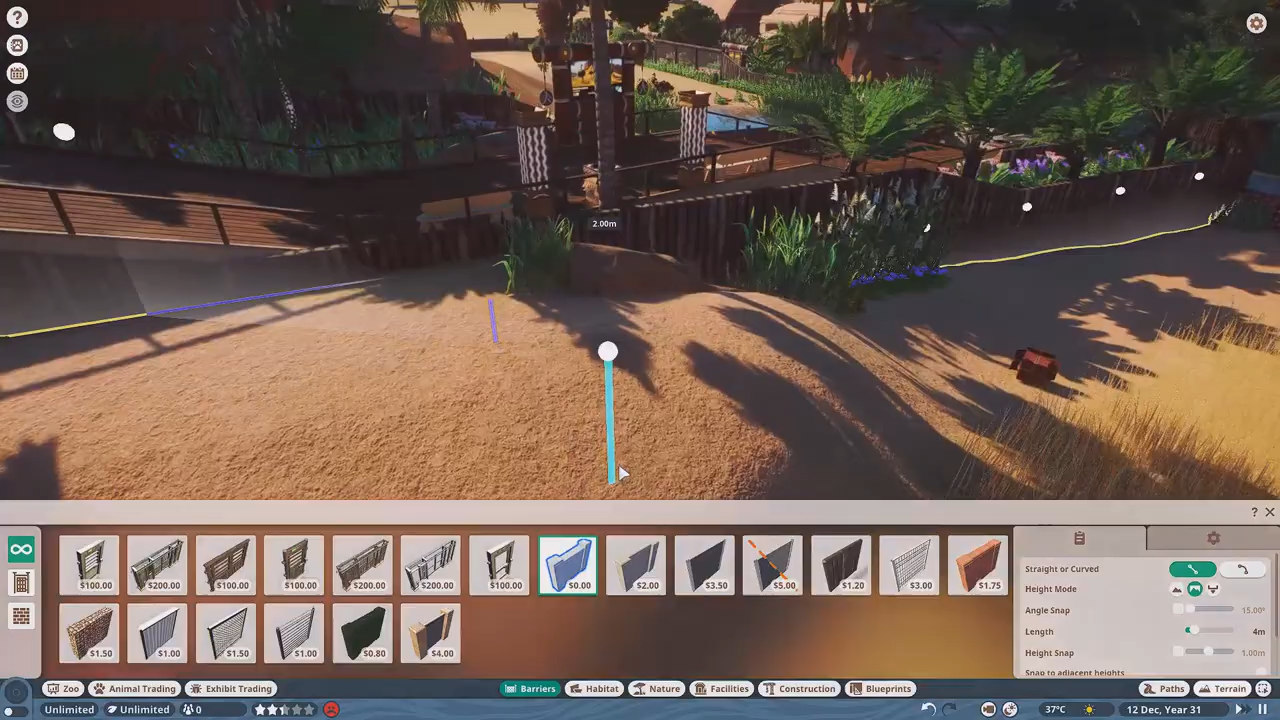 ?
2.00m
?
$100.00
$200.00
$100.00
$100.00
$200.00
$200.00
$100.00
$0.00
$2.00
$3.50
$5.00
$1.20
$3.00
$1.75
$1.50
$1.00
$1.50
$1.00
$0.80
$4.00
Straight or Curved
Height Mode
Angle Snap 15.00°
Length 4m
Height Snap 1.00m
Snap to adjacent heights
Zoo
Animal Trading
Exhibit Trading
Barriers
Habitat
Nature
Facilities
Construction
Blueprints
Paths
Terrain
Unlimited
Unlimited
0
37°C
12 Dec, Year 31